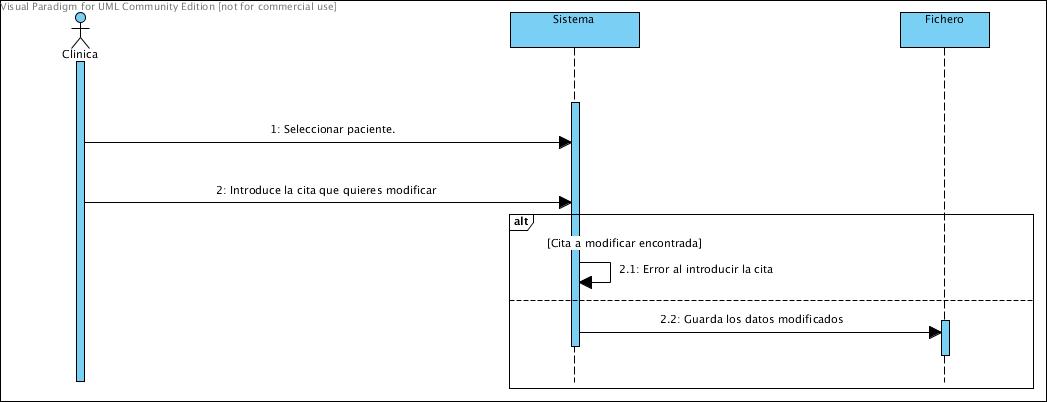 Visual Paradigm for UML Community Edition [not for commercial use]
Clinica
Sistema
Fichero
1: Seleccionar paciente.
2: Introduce la cita que quieres modificar
alt
[Cita a modificar encontrada]
2.1: Error al introducir la cita
2.2: Guarda los datos modificados